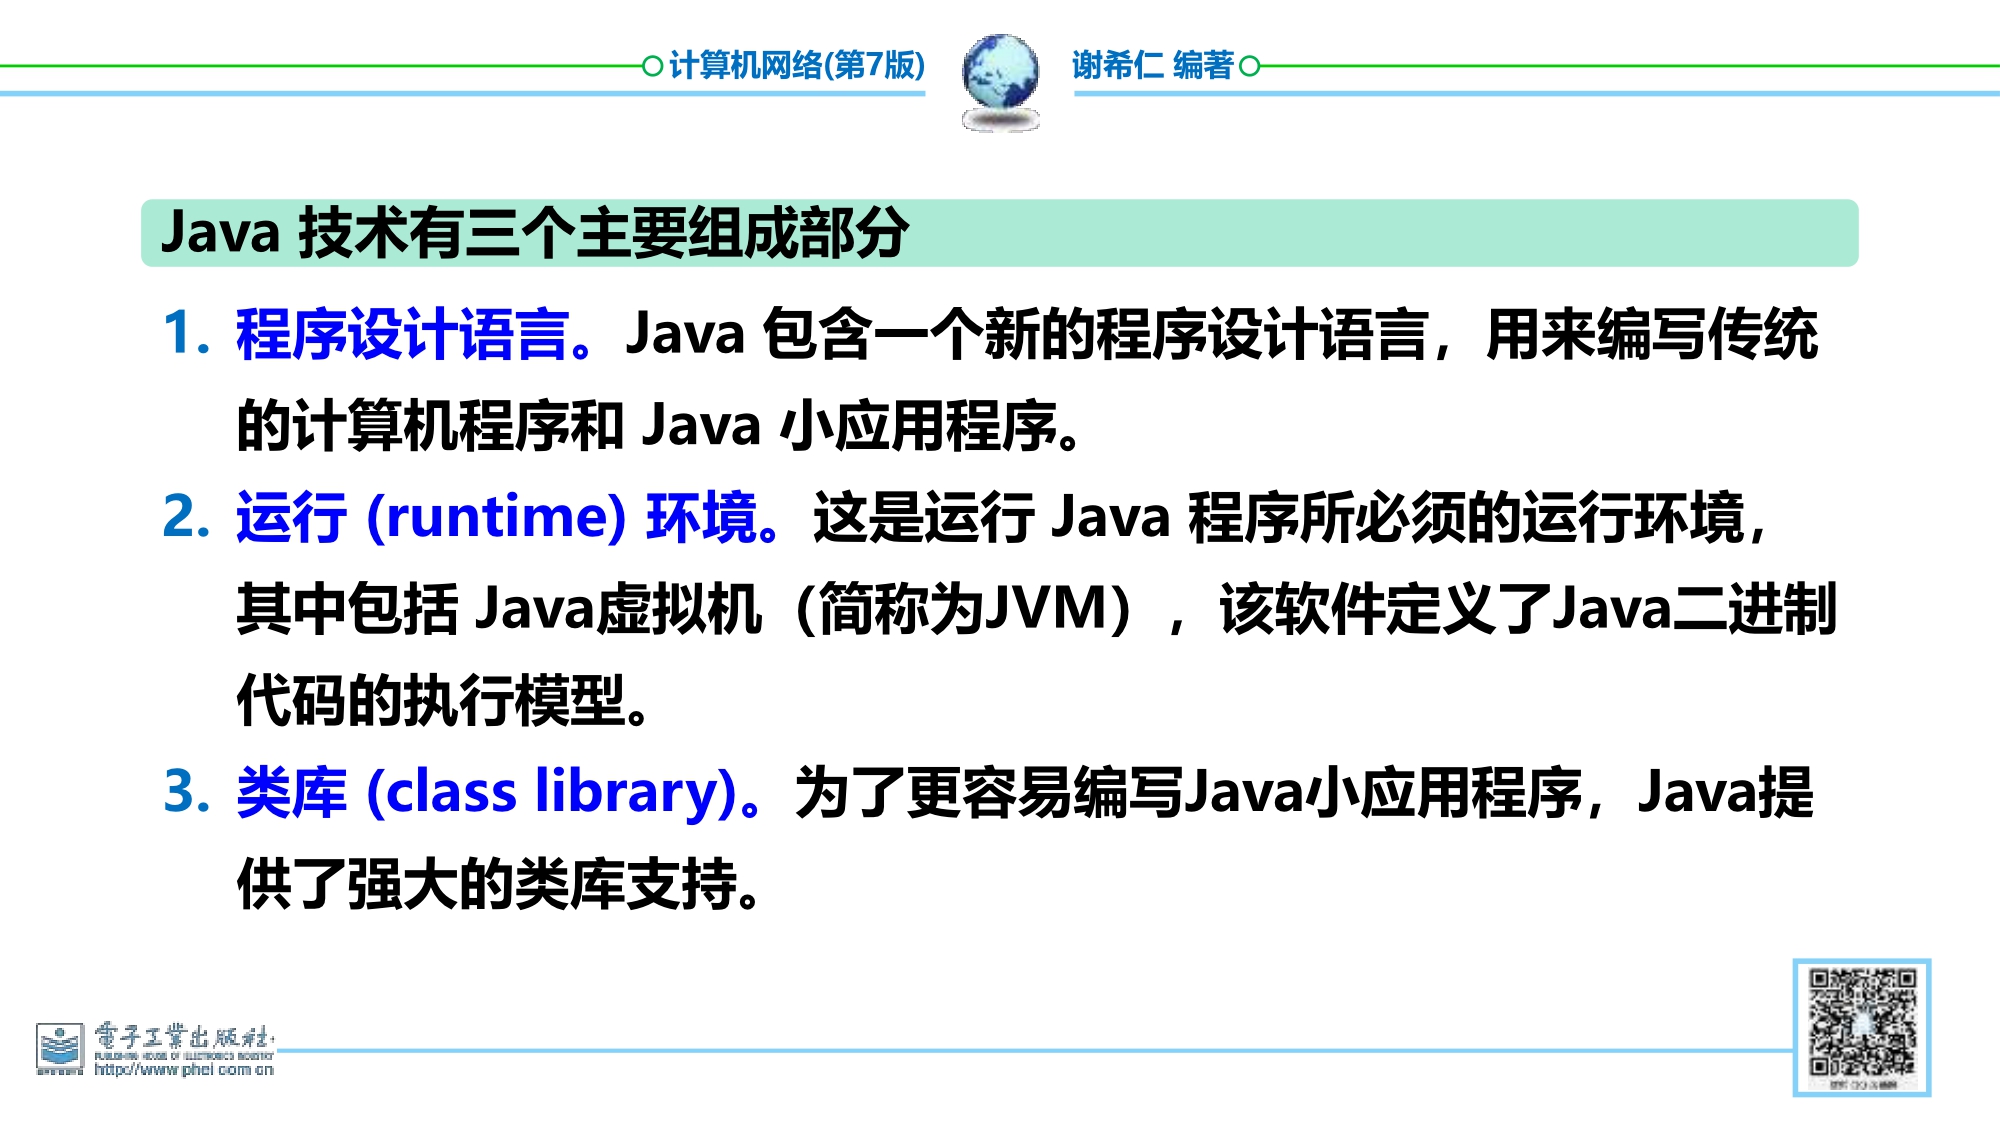 计算机网络(第7版)
谢希仁 编著
Java 技术有三个主要组成部分
1. 程序设计语言。Java 包含一个新的程序设计语言，用来编写传统
的计算机程序和 Java 小应用程序。
2. 运行 (runtime) 环境。这是运行 Java 程序所必须的运行环境，
其中包括 Java虚拟机（简称为JVM），该软件定义了Java二进制
代码的执行模型。
3. 类库 (class library)。为了更容易编写Java小应用程序，Java提
供了强大的类库支持。
電子工業出版社
PUBLISHING HOUSE OF ELECTRONICS INDUSTRY
http://www.phei.com.cn